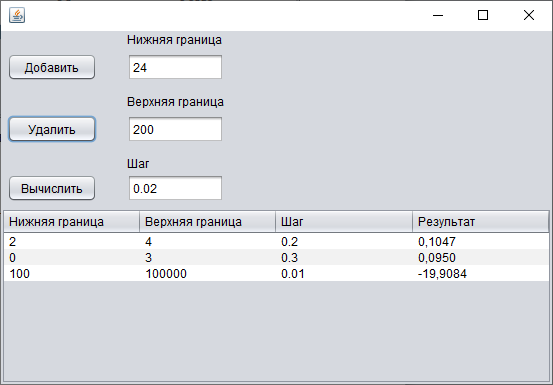 Нижняя граница
Добавить
24
Верхняя граница
Удалить
200
Шаг
Вычислить
0.02
Нижняя граница Верхняя граница Шаг Результат
2 4 0.2 0,1047
0 3 0.3 0,0950
100 100000 0.01 -19,9084